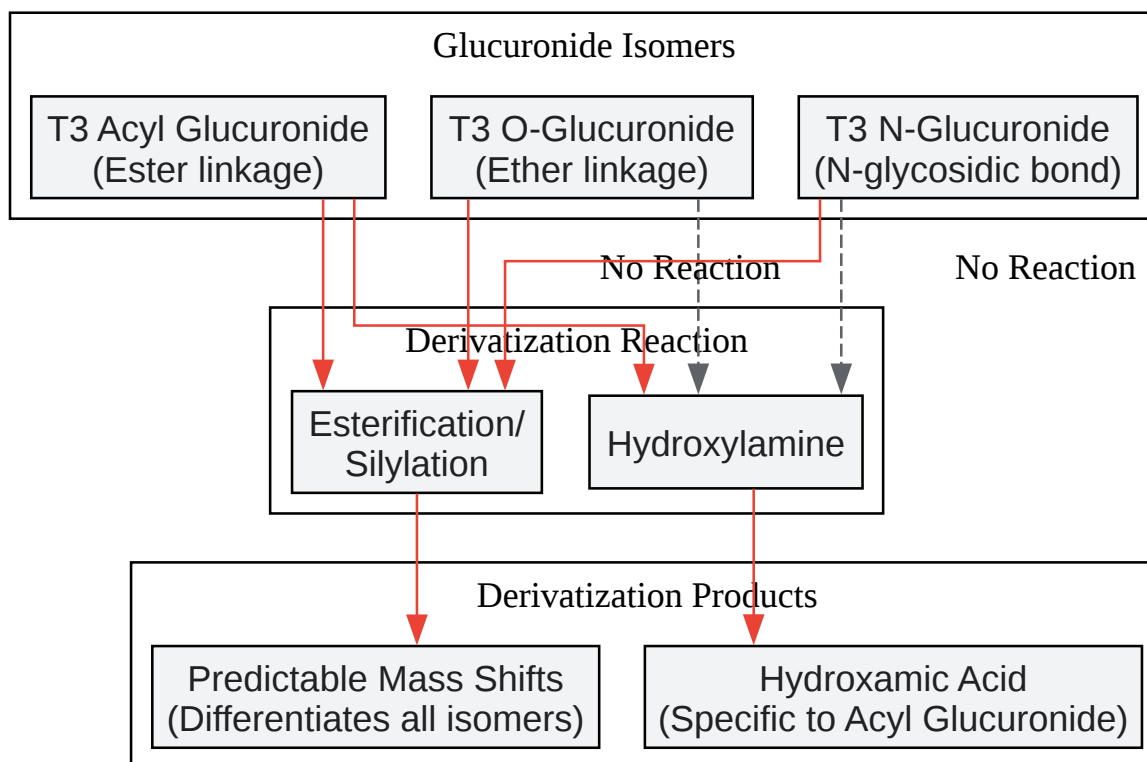 Glucuronide Isomers
T3 Acyl Glucuronide
(Ester linkage)
T3 O-Glucuronide
(Ether linkage)
T3 N-Glucuronide
(N-glycosidic bond)
No Reaction
No Reaction
Derivatization Reaction
Esterification/
Silylation
Hydroxylamine
Derivatization Products
Predictable Mass Shifts
(Differentiates all isomers)
Hydroxamic Acid
(Specific to Acyl Glucuronide)